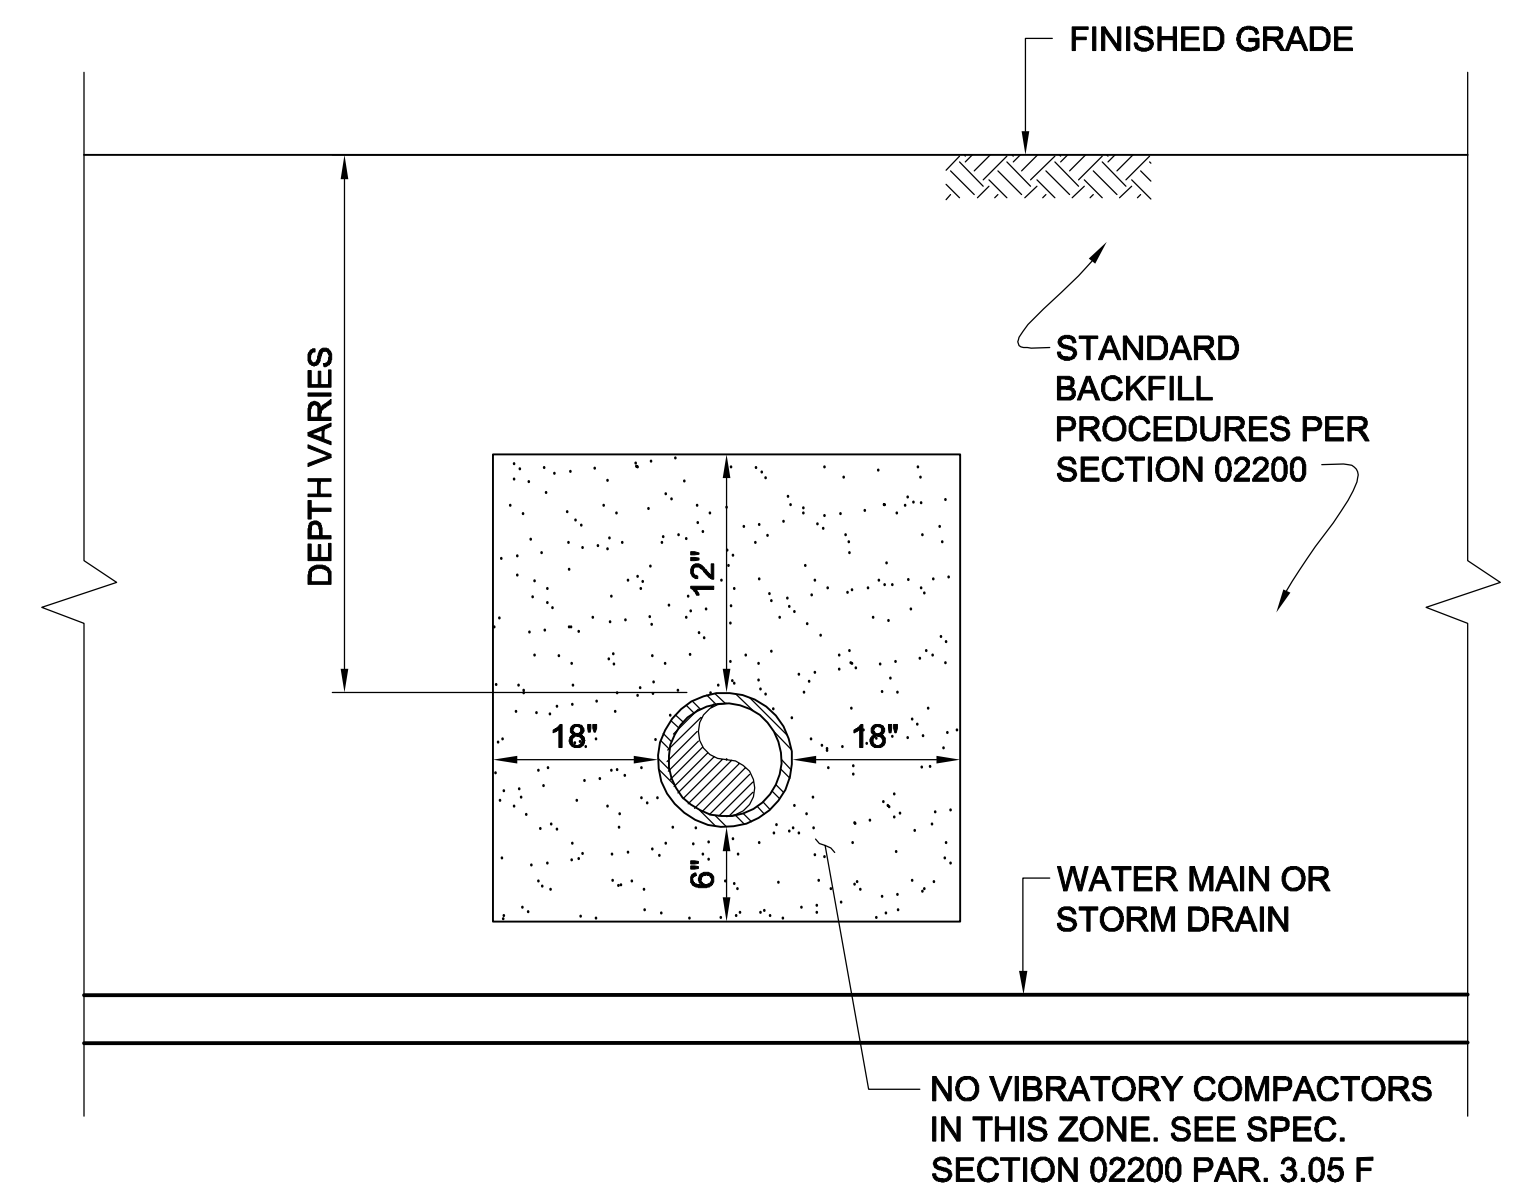 FINISHED GRADE
DEPTH VARIES
STANDARD
BACKFILL
PROCEDURES PER
SECTION 02200
12"
18"
18"
6"
WATER MAIN OR
STORM DRAIN
NO VIBRATORY COMPACTORS
IN THIS ZONE. SEE SPEC.
SECTION 02200 PAR. 3.05 F